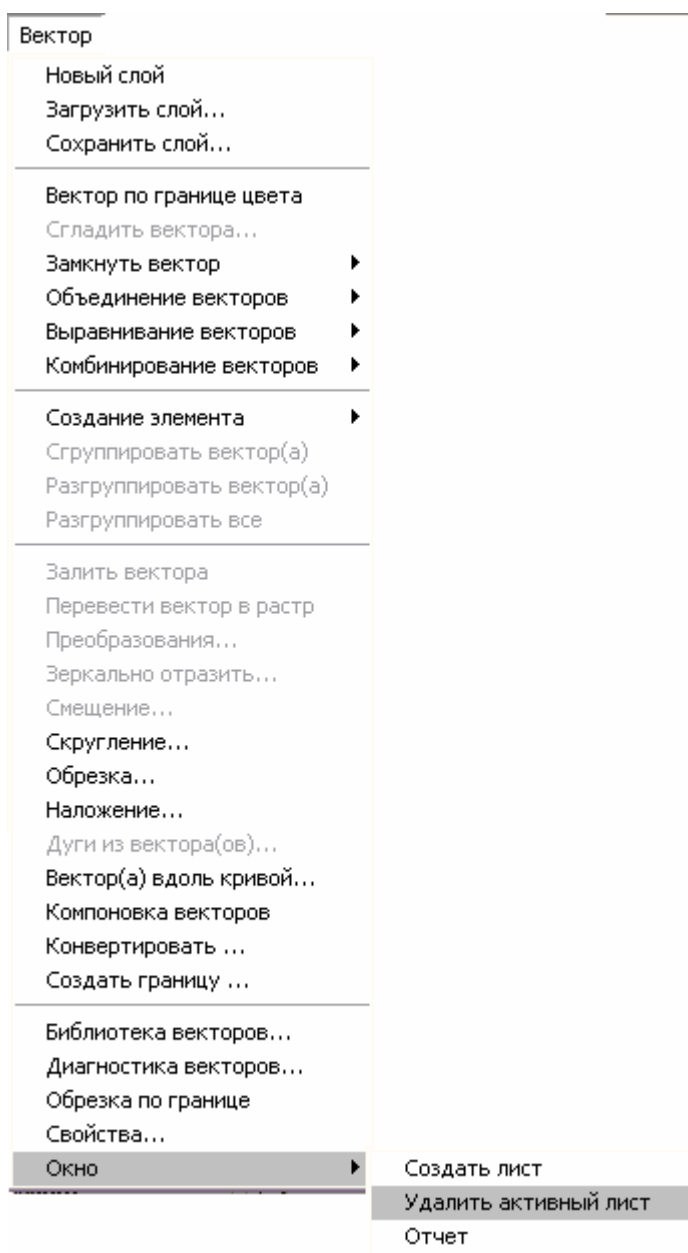 Вектор
Новый слой
Загрузить слой...
Сохранить слой...
Вектор по границе цвета
Сгладить вектора...
Замкнуть вектор
Объединение векторов
Выравнивание векторов
Комбинирование векторов
Создание элемента
Сгруппировать вектор(а)
Разгруппировать вектор(а)
Разгруппировать все
Залить вектора
Перевести вектор в растр
Преобразования...
Зеркально отразить...
Смещение...
Скругление...
Обрезка...
Наложение...
Дуги из вектора(ов)...
Вектор(а) вдоль кривой...
Компоновка векторов
Конвертировать ...
Создать границу ...
Библиотека векторов...
Диагностика векторов...
Обрезка по границе
Свойства...
Окно
Создать лист
Удалить активный лист
Отчет